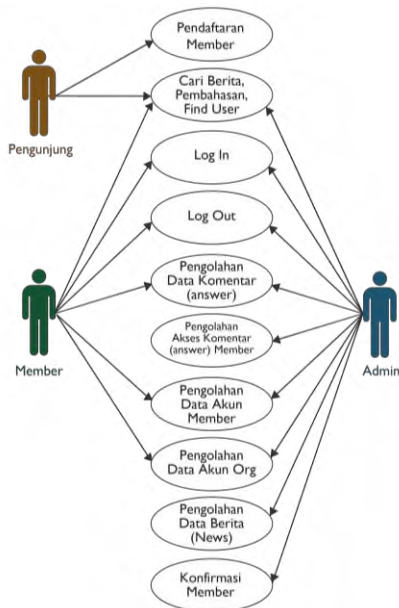 Pendaftaran
Member
Cari Berita,
Pembahasan,
Find User
Pengunjung
Log In
Log Out
Pengolahan
Data Komentar
(answer)
Pengolahan
Akses Komentar
(answer) Member
Member
Admin
Pengolahan
Data Akun
Member
Pengolahan
Data Akun Org
Pengolahan
Data Berita
(News)
Konfirmasi
Member